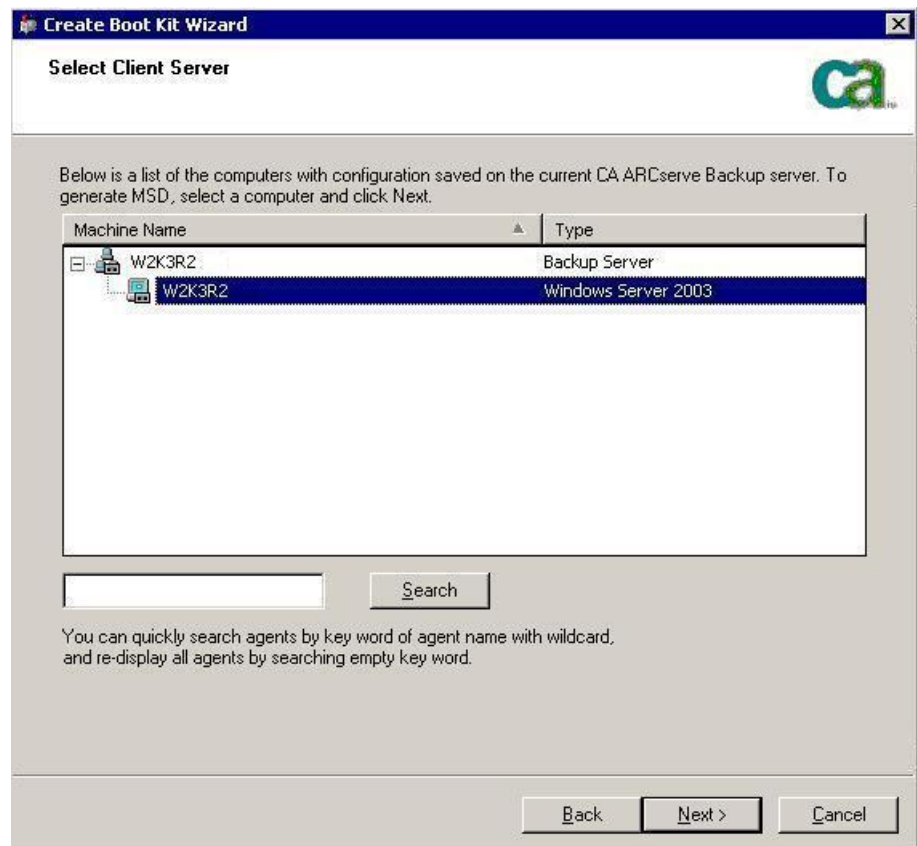 Create Boot Kit Wizard
Select Client Server
ca
Below is a list of the computers with configuration saved on the current CA ARCserve Backup server. To
generate MSD, select a computer and click Next.
Machine Name Type
W2K3R2 Backup Server
W2K3R2 Windows Server 2003
Search
You can quickly search agents by key word of agent name with wildcard,
and re-display all agents by searching empty key word.
Back Next > Cancel